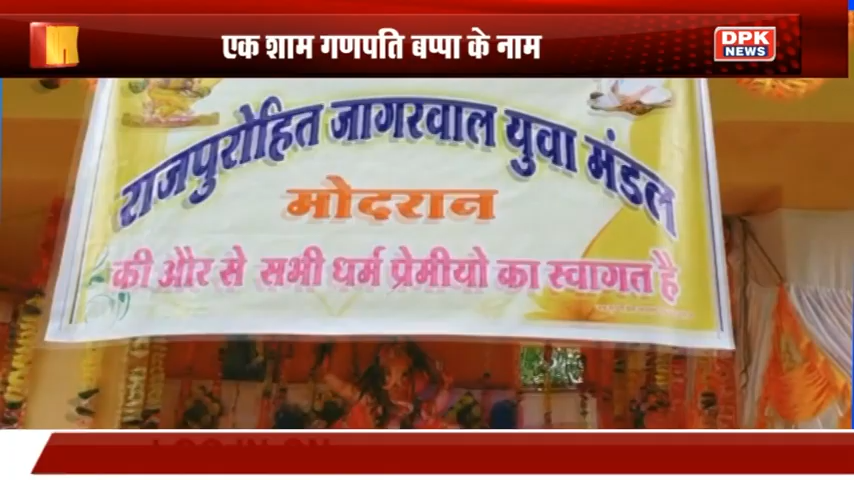 एक शाम गणपति बप्पा के नाम
DPK
NEWS
राजपुरोहित जागरवाल युवा मंडल
मोदरान
की और से सभी धर्म प्रेमीयो का स्वागत है